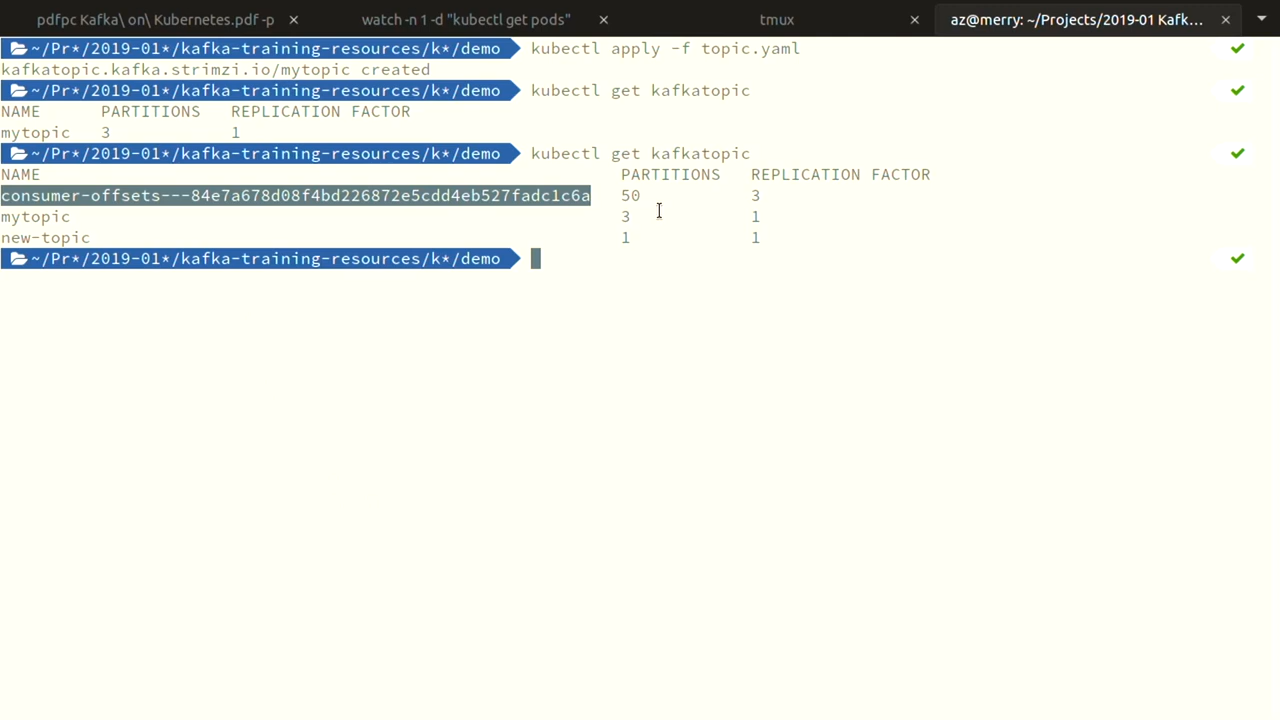 pdfpc Kafka\ on\ Kubernetes.pdf -p
watch -n 1 -d "kubectl get pods"
tmux
az@merry: ~/Projects/2019-01 Kafk...
~/Pr*/2019-01*/kafka-training-resources/k*/demo kubectl apply -f topic.yaml
kafkatopic.kafka.strimzi.io/mytopic created
~/Pr*/2019-01*/kafka-training-resources/k*/demo kubectl get kafkatopic
NAME PARTITIONS REPLICATION FACTOR
mytopic 3 1
~/Pr*/2019-01*/kafka-training-resources/k*/demo kubectl get kafkatopic
NAME PARTITIONS REPLICATION FACTOR
consumer-offsets---84e7a678d08f4bd226872e5cdd4eb527fadc1c6a 50 3
mytopic 3 1
new-topic 1 1
~/Pr*/2019-01*/kafka-training-resources/k*/demo